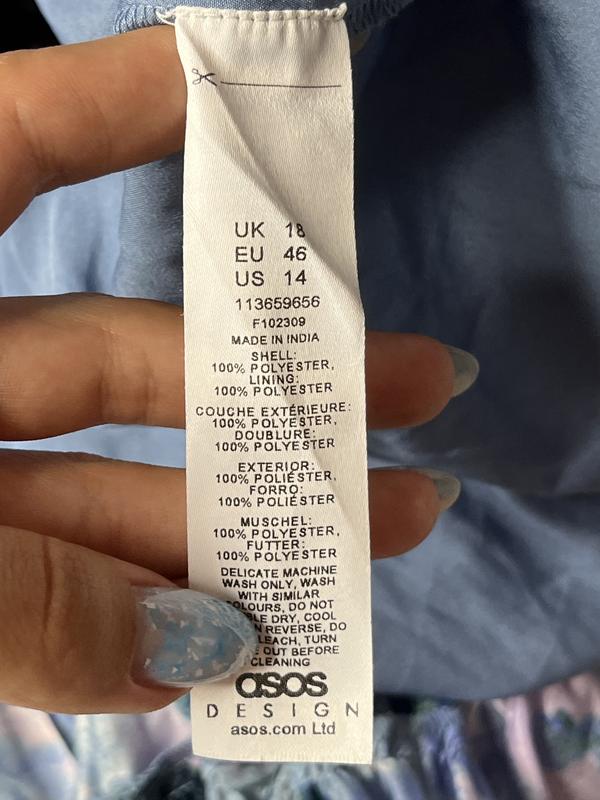 UK 18
EU 46
US 14
113659656
F102309
MADE IN INDIA
SHELL:
100% POLYESTER,
LINING:
100% POLYESTER
COUCHE EXTÉRIEURE:
100% POLYESTER,
DOUBLURE:
100% POLYESTER
EXTERIOR:
100% POLIÉSTER,
FORRO:
100% POLIÉSTER
MUSCHEL:
100% POLYESTER,
FUTTER:
100% POLYESTER
DELICATE MACHINE
WASH ONLY, WASH
WITH SIMILAR
COLOURS, DO NOT
DRY, COOL
REVERSE, DO
TURN
OUT BEFORE
CLEANING
asos
DESIGN
asos.com Ltd